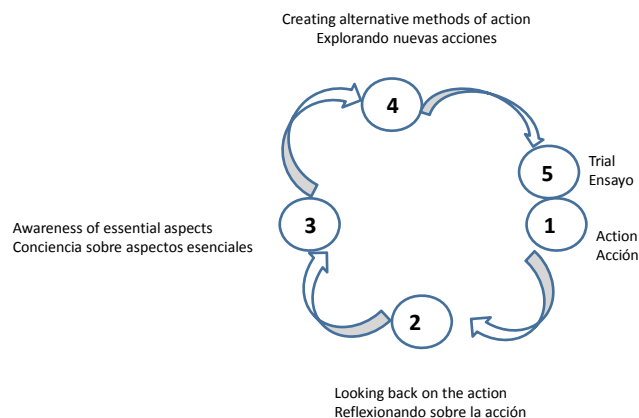 Creating alternative methods of action
Explorando nuevas acciones
4
5
Trial
Ensayo
1
Action
Acción
3
Awareness of essential aspects
Conciencia sobre aspectos esenciales
2
Looking back on the action
Reflexionando sobre la acción